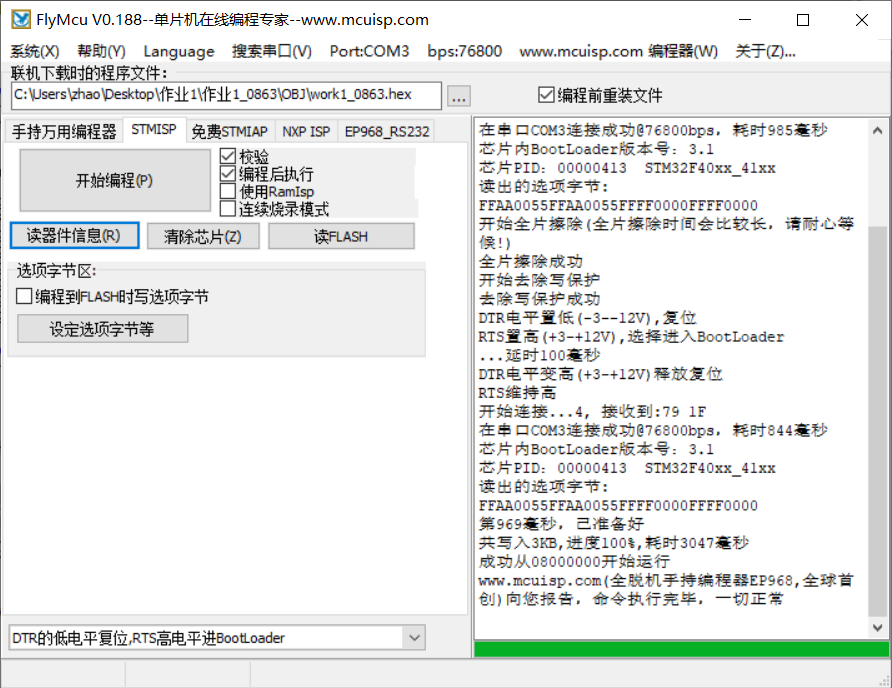 FlyMcu V0.188--单片机在线编程专家--www.mcuisp.com
系统(X) 帮助(Y) Language 搜索串口(V) Port:COM3 bps:76800 www.mcuisp.com 编程器(W) 关于(Z)...
联机下载时的程序文件：
C:\Users\zhao\Desktop\作业1\作业1_0863\OBJ\work1_0863.hex ... 编程前重装文件
手持万用编程器 STMISP 免费STMIAP NXP ISP EP968_RS232
开始编程(P)
校验
编程后执行
使用RamIsp
连续烧录模式
读器件信息(R) 清除芯片(Z) 读FLASH
选项字节区:
编程到FLASH时写选项字节
设定选项字节等
DTR的低电平复位,RTS高电平进BootLoader
在串口COM3连接成功@76800bps，耗时985毫秒
芯片内BootLoader版本号：3.1
芯片PID：00000413 STM32F40xx_41xx
读出的选项字节:
FFAA0055FFAA0055FFFF0000FFFF0000
开始全片擦除(全片擦除时间会比较长，请耐心等
候!)
全片擦除成功
开始去除写保护
去除写保护成功
DTR电平置低(-3--12V),复位
RTS置高(+3-+12V),选择进入BootLoader
...延时100毫秒
DTR电平变高(+3-+12V)释放复位
RTS维持高
开始连接...4, 接收到:79 1F
在串口COM3连接成功@76800bps，耗时844毫秒
芯片内BootLoader版本号：3.1
芯片PID：00000413 STM32F40xx_41xx
读出的选项字节:
FFAA0055FFAA0055FFFF0000FFFF0000
第969毫秒，已准备好
共写入3KB,进度100%,耗时3047毫秒
成功从08000000开始运行
www.mcuisp.com(全脱机手持编程器EP968,全球首
创)向您报告，命令执行完毕，一切正常